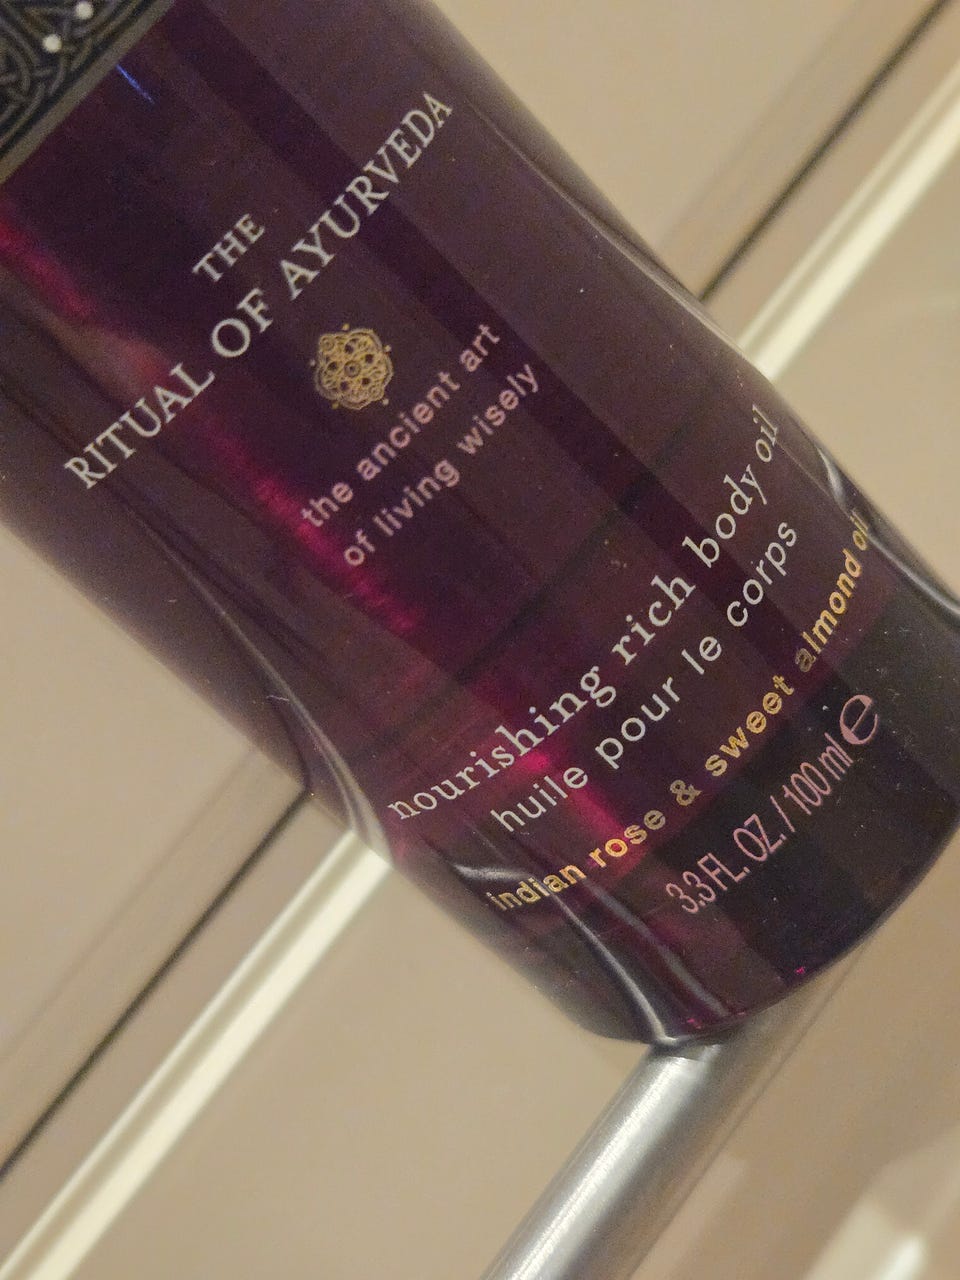 THE
RITUAL OF AYURVEDA
the ancient art
of living wisely
nourishing rich body oil
huile pour le corps
indian rose & sweet almond oil
3.3 FL. OZ. / 100 ml ℮